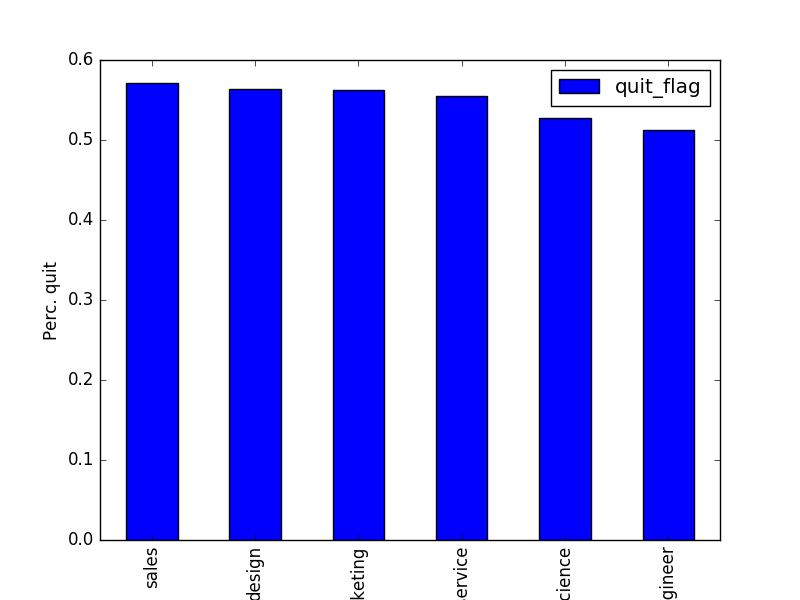 quit_flag
Perc. quit
0.6
0.5
0.4
0.3
0.2
0.1
0.0
sales
design
keting
ervice
cience
gineer